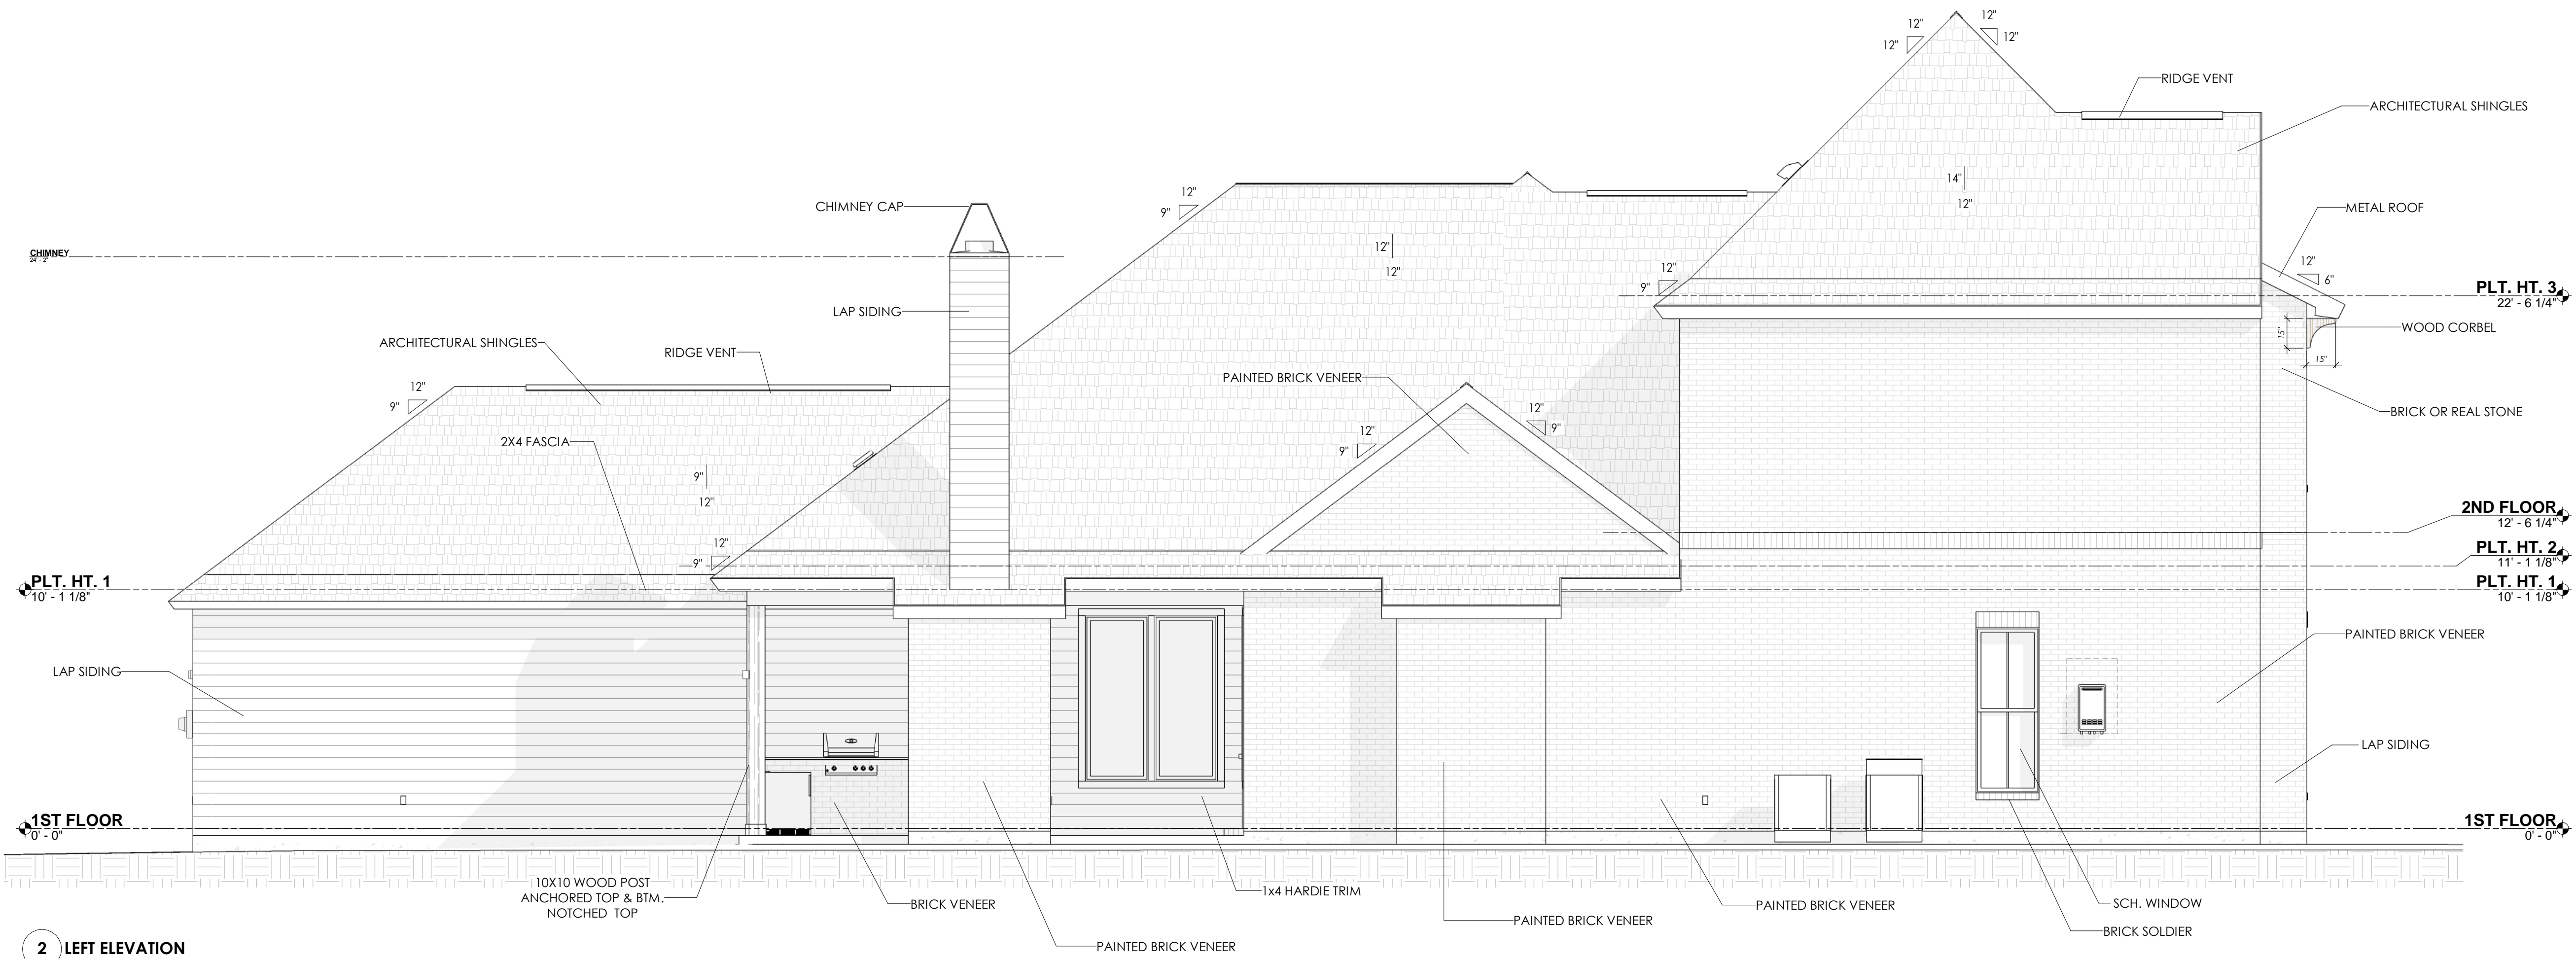 12"
12"
12"
12"
RIDGE VENT
ARCHITECTURAL SHINGLES
14"
12"
METAL ROOF
12"
6"
CHIMNEY CAP
12"
9"
12"
12"
CHIMNEY
24' - 2"
12"
9"
PLT. HT. 3
22' - 6 1/4"
LAP SIDING
WOOD CORBEL
15"
15"
ARCHITECTURAL SHINGLES
RIDGE VENT
12"
9"
PAINTED BRICK VENEER
BRICK OR REAL STONE
12"
9"
12"
9"
2X4 FASCIA
9"
12"
2ND FLOOR
12' - 6 1/4"
12"
9"
PLT. HT. 2
11' - 1 1/8"
PLT. HT. 1
10' - 1 1/8"
PLT. HT. 1
10' - 1 1/8"
PAINTED BRICK VENEER
LAP SIDING
LAP SIDING
1ST FLOOR
0' - 0"
1ST FLOOR
0' - 0"
10X10 WOOD POST
ANCHORED TOP & BTM.
NOTCHED TOP
BRICK VENEER
1x4 HARDIE TRIM
PAINTED BRICK VENEER
PAINTED BRICK VENEER
PAINTED BRICK VENEER
SCH. WINDOW
BRICK SOLDIER
2 LEFT ELEVATION